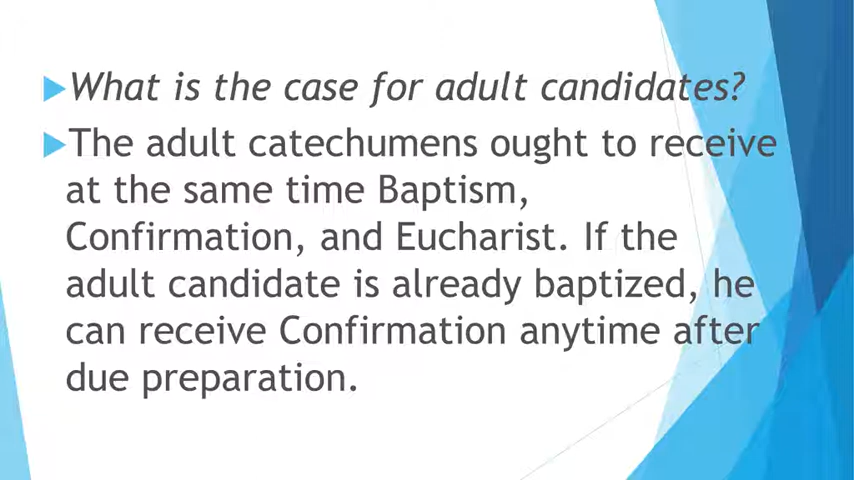 What is the case for adult candidates?
The adult catechumens ought to receive
at the same time Baptism,
Confirmation, and Eucharist. If the
adult candidate is already baptized, he
can receive Confirmation anytime after
due preparation.